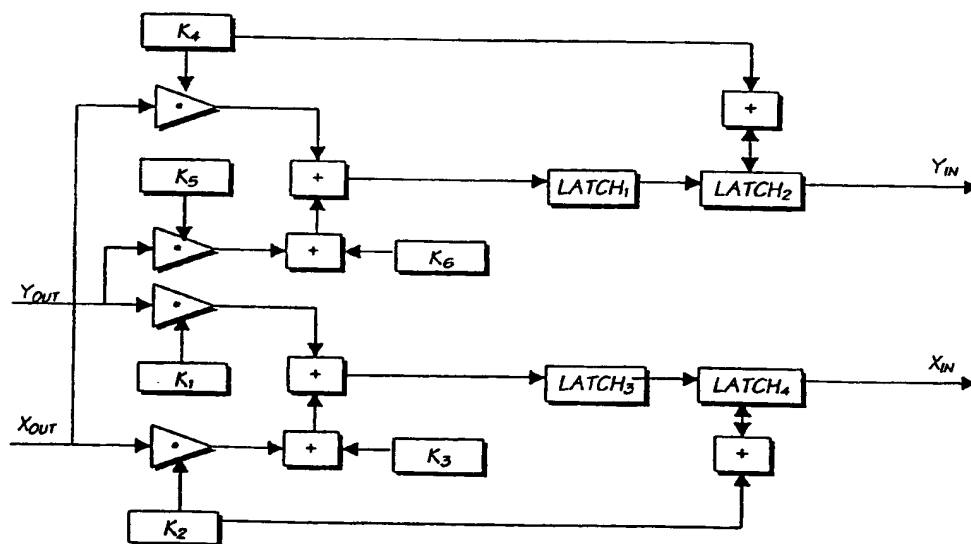 K4
+
K5
+
LATCH1
LATCH2
YIN
+
K6
YOUT
K1
+
LATCH3
LATCH4
XIN
XOUT
+
K3
+
K2